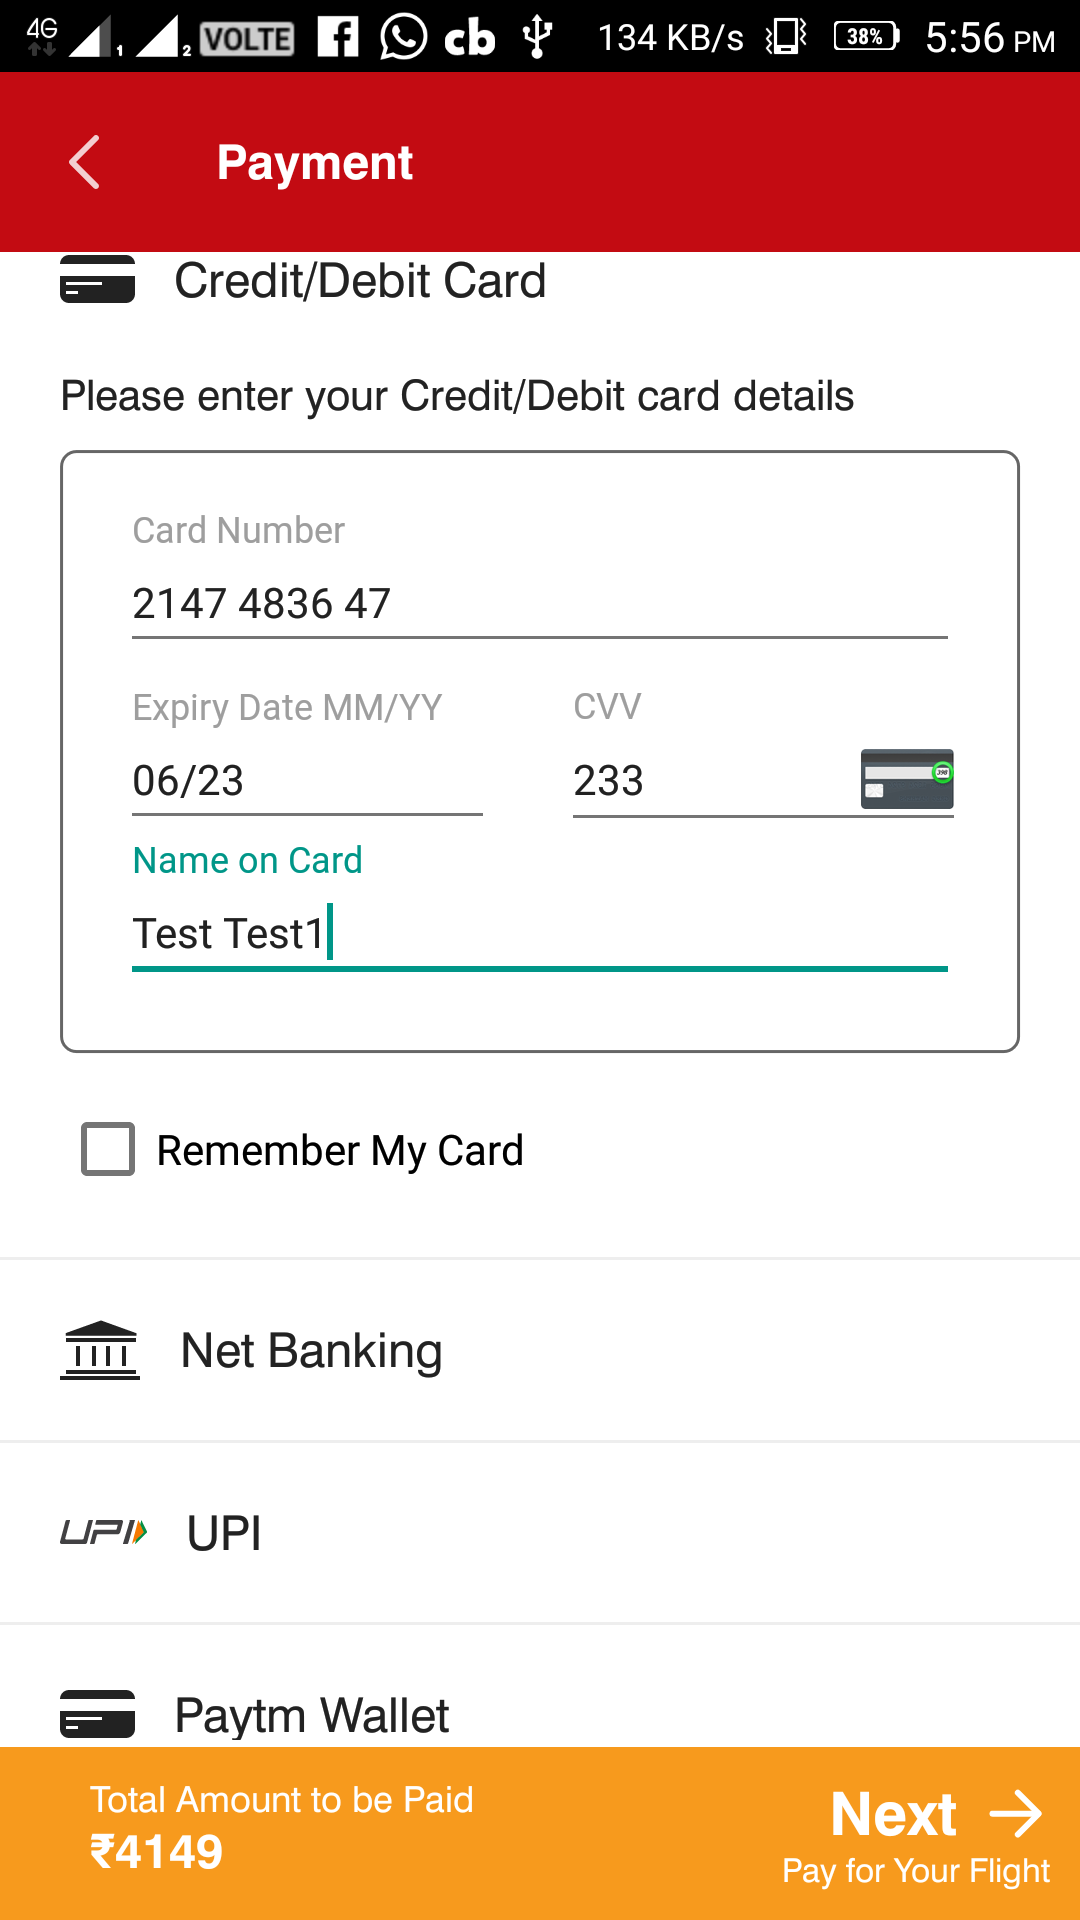 4G 1 2 VOLTE f cb 134 KB/s 38% 5:56 PM
Payment
Credit/Debit Card
Please enter your Credit/Debit card details
Card Number
2147 4836 47
Expiry Date MM/YY CVV
06/23 233 398
Name on Card
Test Test1
Remember My Card
Net Banking
UPI UPI
Paytm Wallet
Total Amount to be Paid
₹4149
Next
Pay for Your Flight